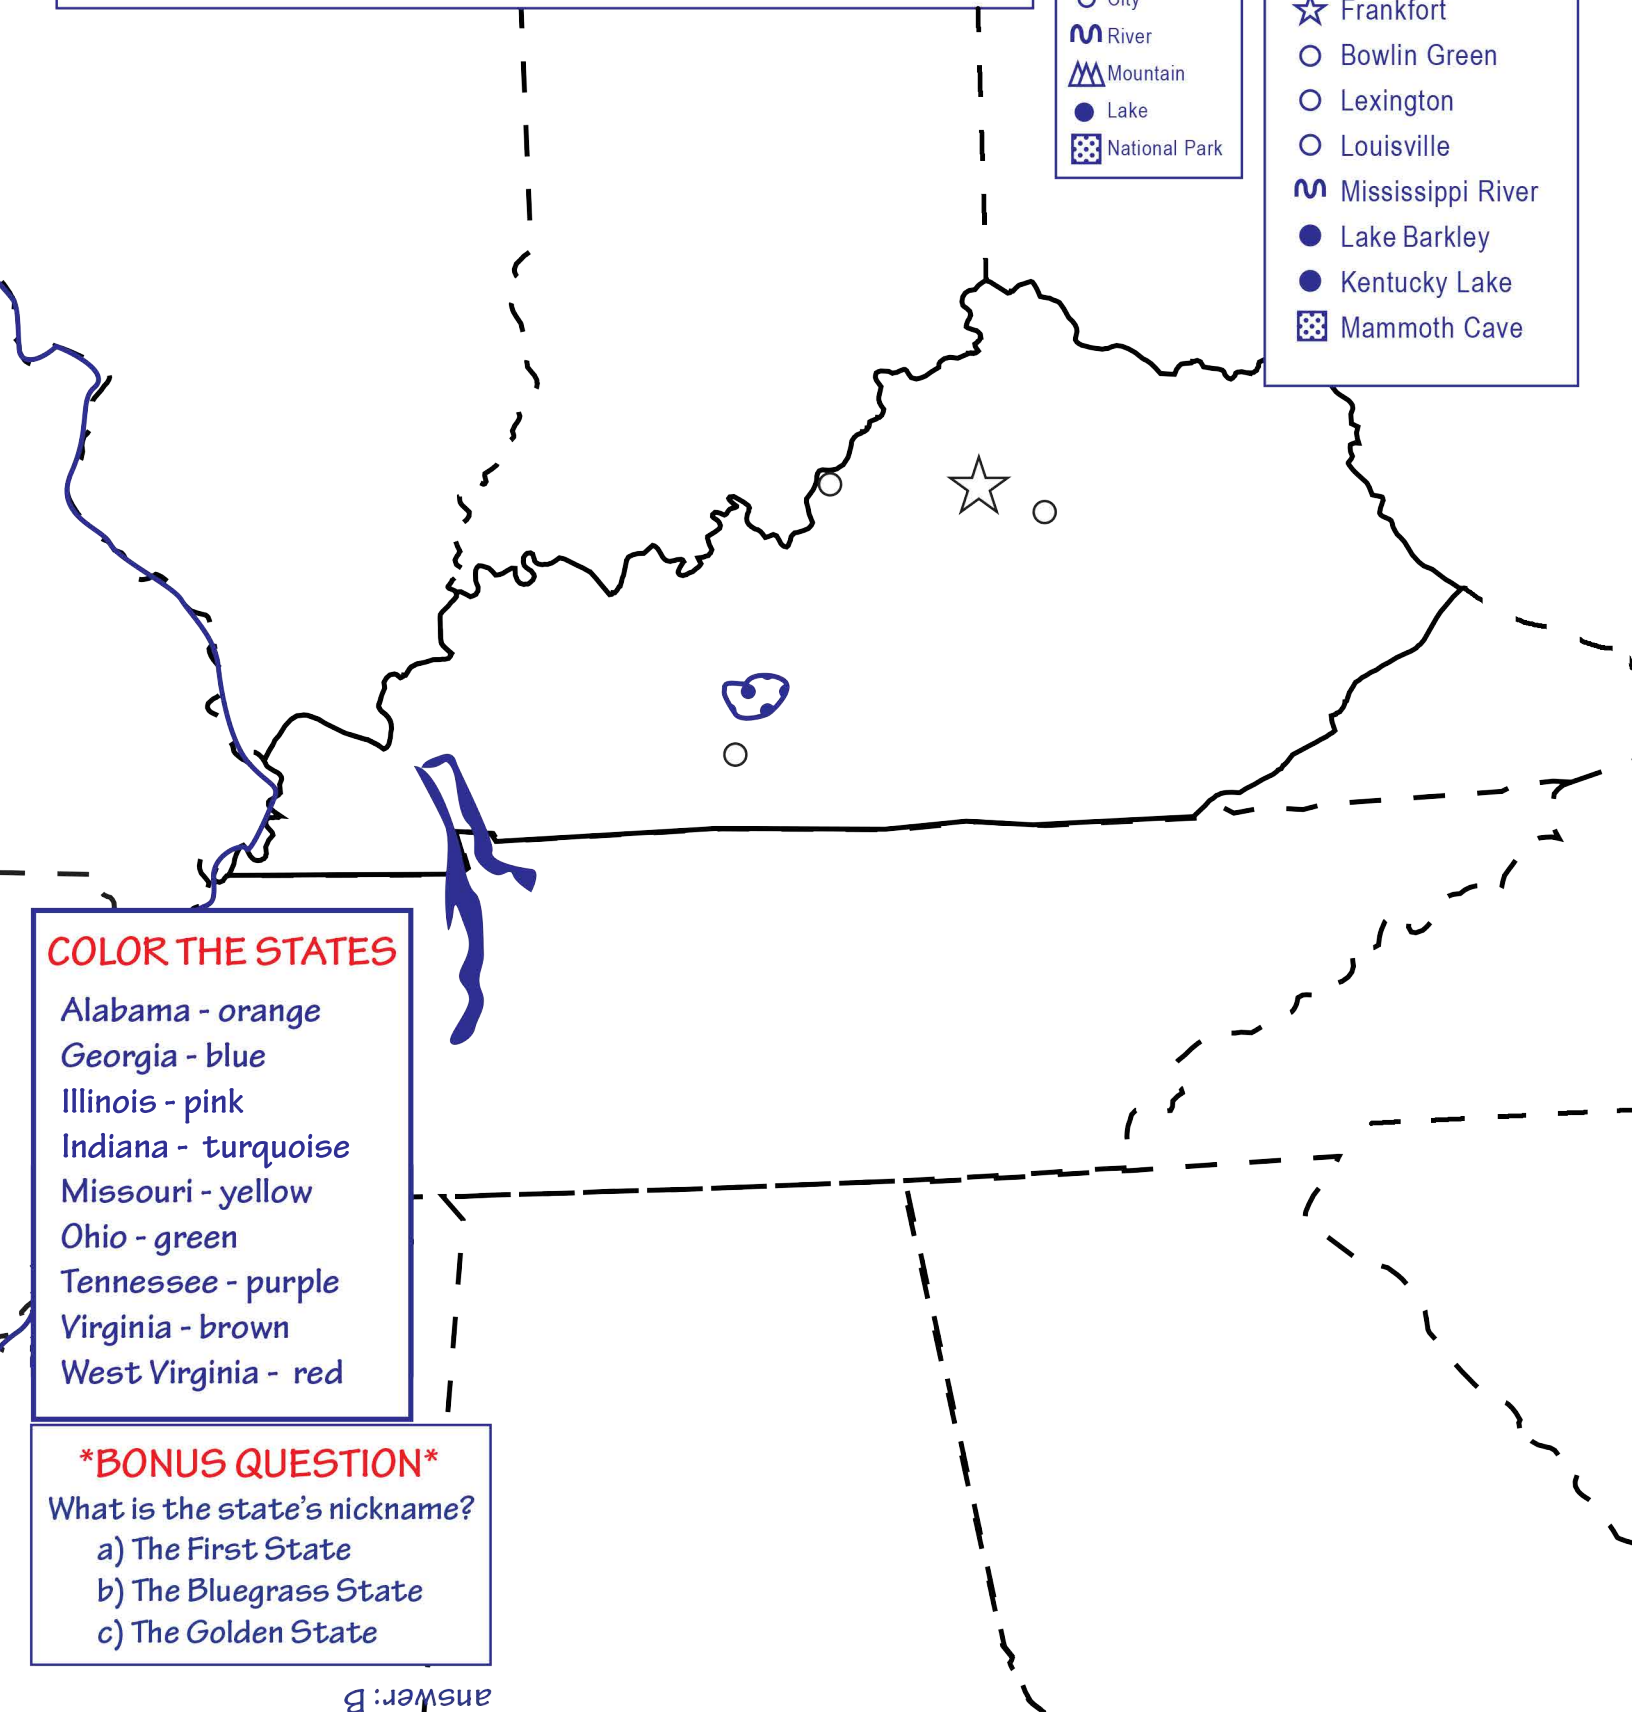 City
River
Mountain
Lake
National Park
Frankfort
Bowlin Green
Lexington
Louisville
Mississippi River
Lake Barkley
Kentucky Lake
Mammoth Cave
COLOR THE STATES
Alabama - orange
Georgia - blue
Illinois - pink
Indiana - turquoise
Missouri - yellow
Ohio - green
Tennessee - purple
Virginia - brown
West Virginia - red
*BONUS QUESTION*
What is the state's nickname?
a) The First State
b) The Bluegrass State
c) The Golden State
answer: B